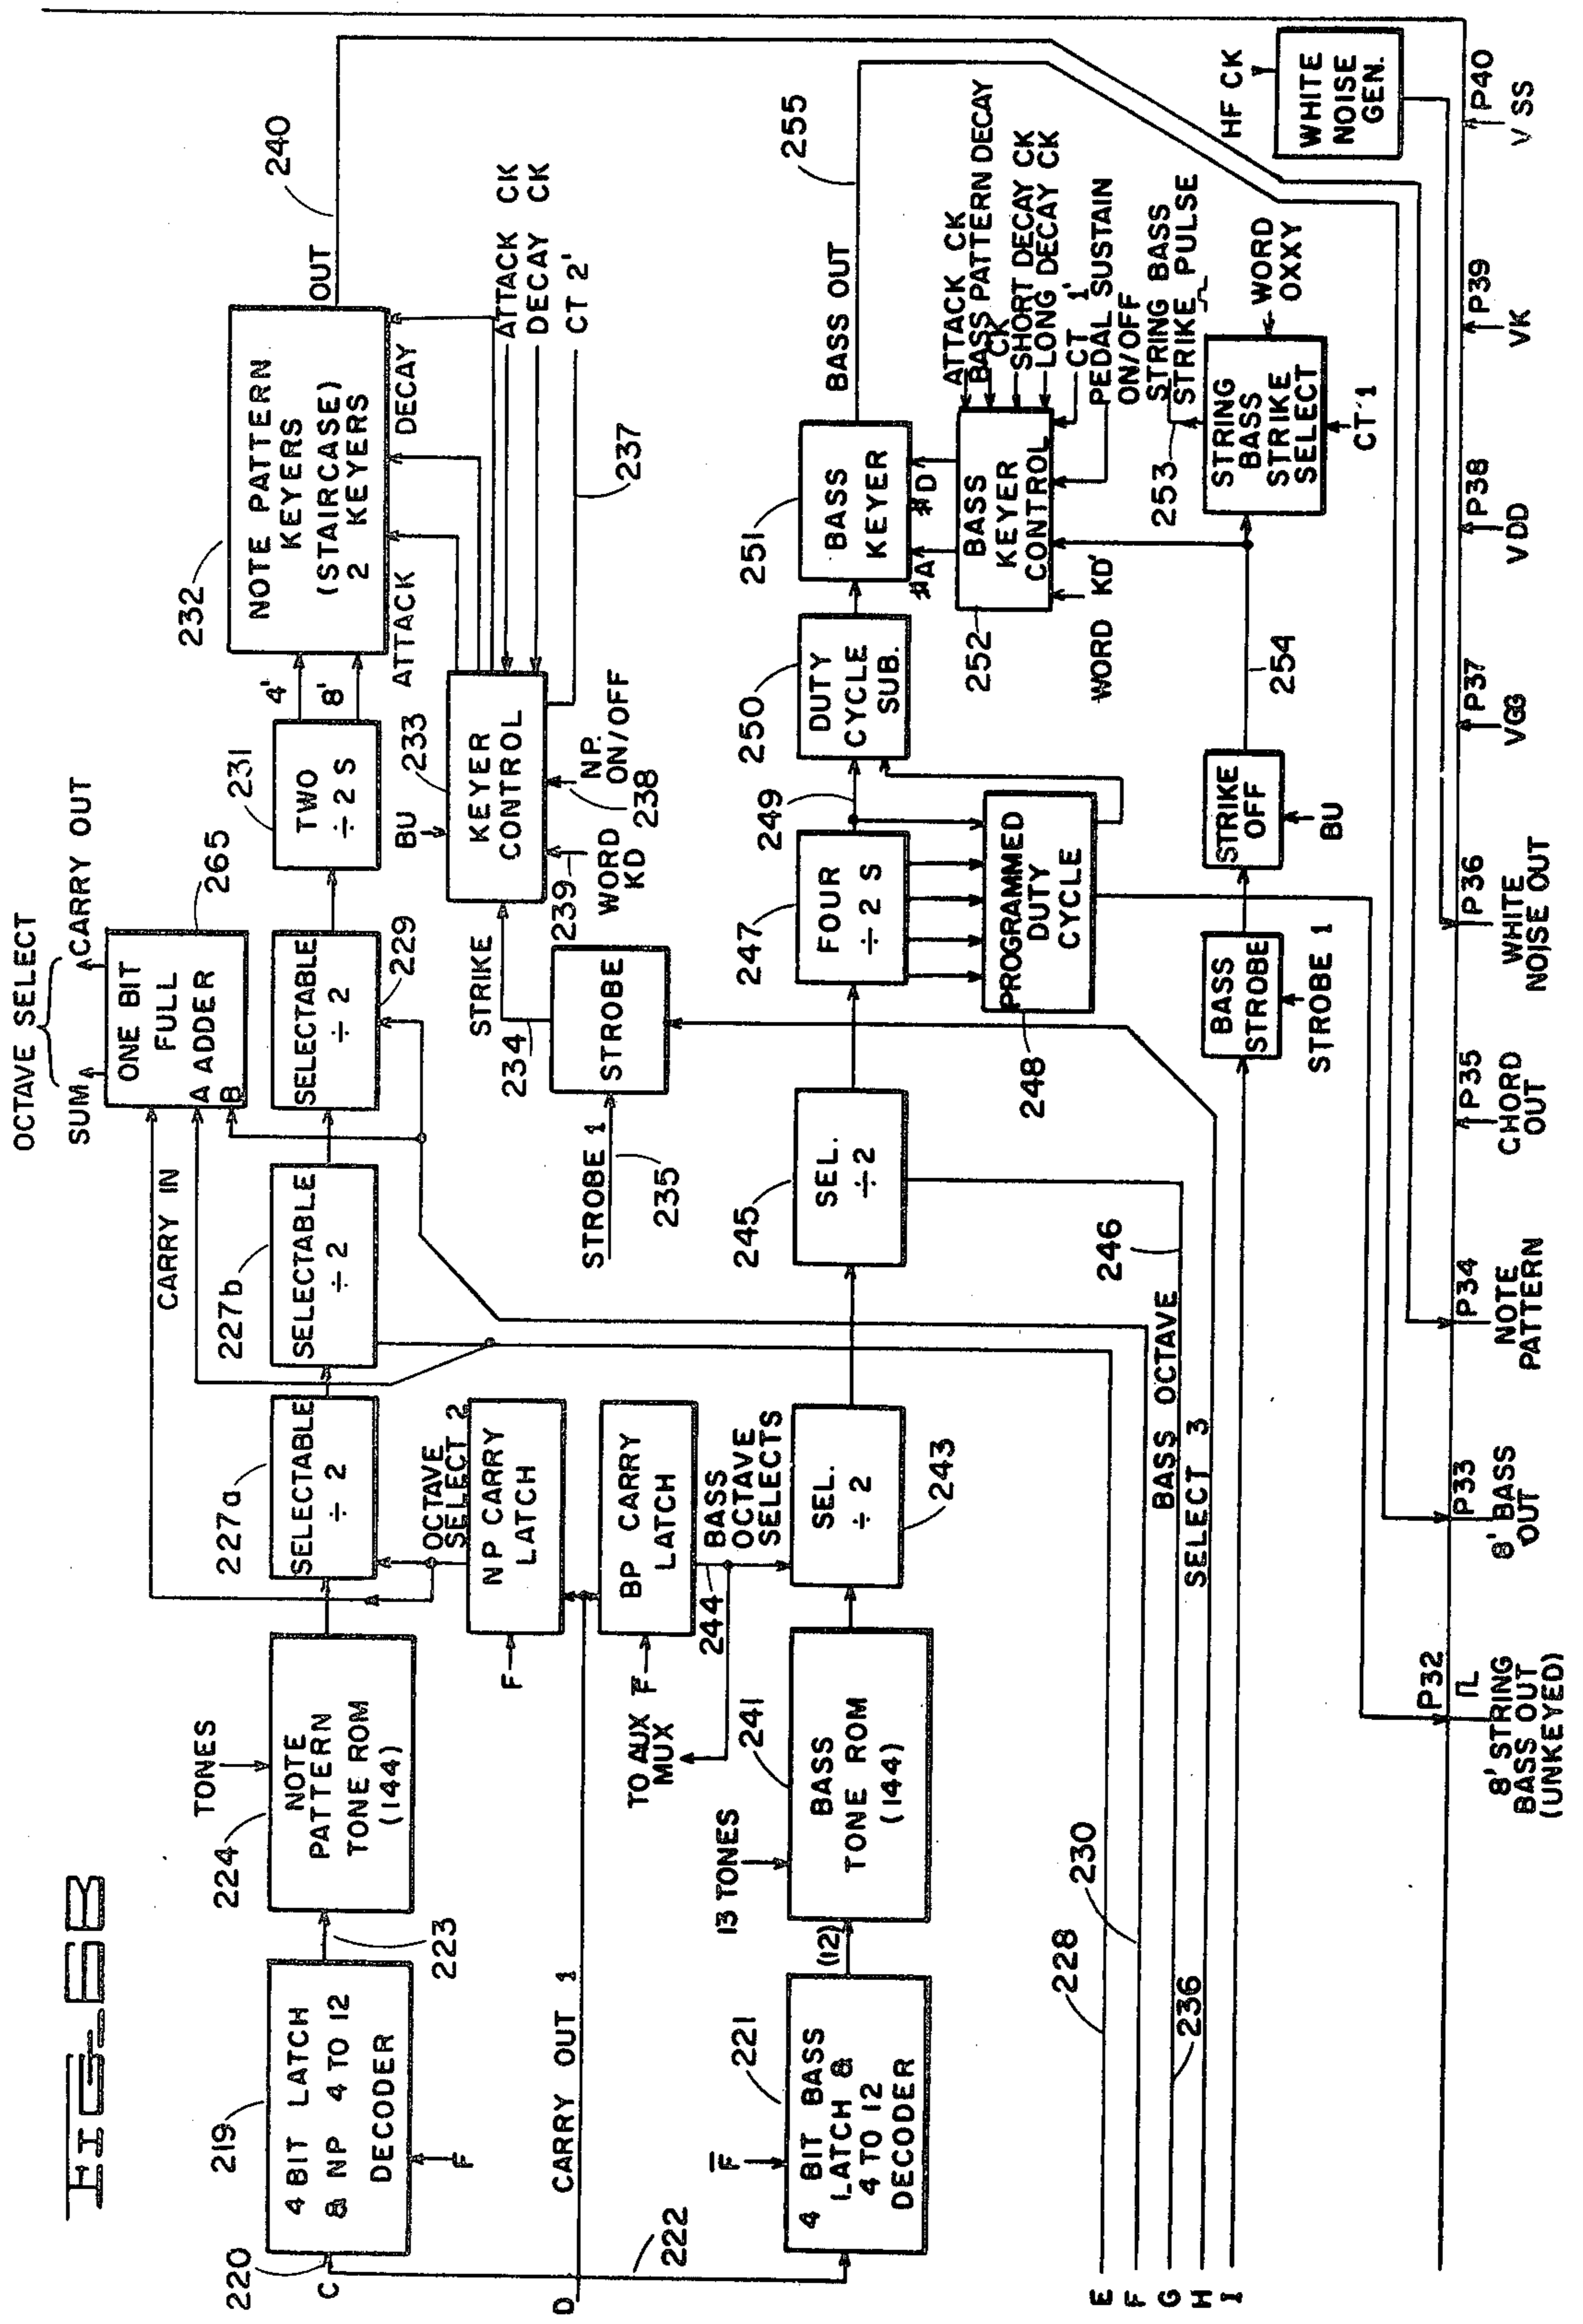 FIG_5B
OCTAVE SELECT
SUM
CARRY OUT
ONE BIT
FULL
A ADDER
B
265
CARRY IN
TONES
219
4 BIT LATCH
& NP 4 TO 12
DECODER
F
220
C
223
224
NOTE
PATTERN
TONE ROM
(144)
227a
SELECTABLE
÷ 2
227b
SELECTABLE
÷ 2
SELECTABLE
÷ 2
229
231
TWO
÷ 2 S
4'
8'
232
NOTE PATTERN
KEYERS
(STAIRCASE)
2 KEYERS
OUT
240
ATTACK
DECAY
BU
233
KEYER
CONTROL
ATTACK CK
DECAY CK
CT 2'
237
NP.
ON/OFF
238
WORD
KD
239
STRIKE
234
STROBE
STROBE 1
235
OCTAVE
SELECT 2
NP CARRY
LATCH
F
BP CARRY
LATCH
F̅
D
CARRY OUT 1
222
BASS
OCTAVE
SELECTS
244
TO AUX
MUX
F̅
221
4 BIT BASS
LATCH &
4 TO 12
DECODER
(12)
13 TONES
241
BASS
TONE ROM
(144)
SEL.
÷ 2
243
245
SEL.
÷2
246
247
FOUR
÷ 2 S
249
PROGRAMMED
DUTY
CYCLE
248
250
DUTY
CYCLE
SUB.
251
BASS
KEYER
BASS OUT
255
A
D
252
BASS
KEYER
CONTROL
ATTACK CK
BASS PATTERN DECAY
CK
SHORT DECAY CK
LONG DECAY CK
CT 1'
PEDAL SUSTAIN
ON/OFF
WORD KD'
STRING BASS
STRIKE PULSE
253
STRING
BASS
STRIKE
SELECT
WORD
OXXY
CT'1
254
STRIKE
OFF
BU
BASS
STROBE
STROBE 1
HF CK
WHITE
NOISE
GEN.
228
230
236
BASS OCTAVE
SELECT 3
E
F
G
H
I
P32
8' STRING
BASS OUT
(UNKEYED)
P33
8' BASS
OUT
P34
NOTE
PATTERN
P35
CHORD
OUT
P36
WHITE
NOISE OUT
P37
VGG
P38
VDD
P39
VK
P40
VSS